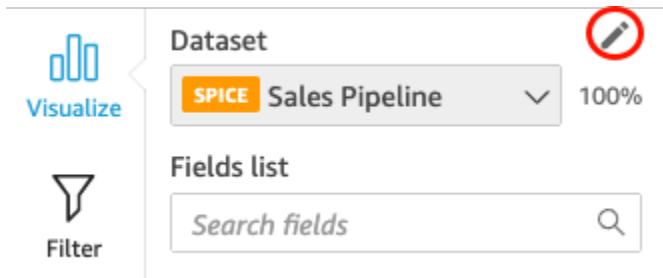 Dataset
SPICE Sales Pipeline 100%
Visualize
Fields list
Search fields
Filter